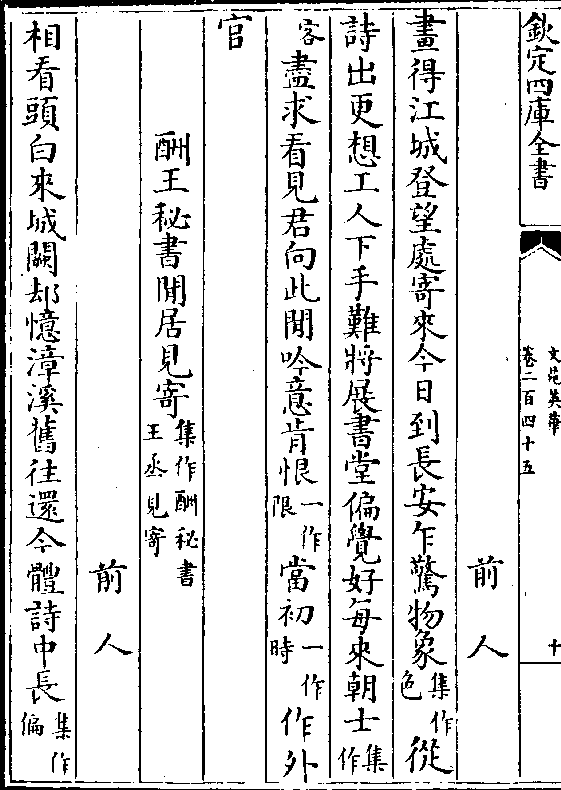 欽定四庫全書
文苑英華
卷二百四十五
十
前人
畫得江城登望處寄來今日到長安乍驚物象集作色從
詩出更想工人下手難將展書堂偏覺好每來朝士集作
客盡求看見君向此閒吟意肯恨一作限當初一作時作外
官
酬王秘書閒居見寄集作酬秘書王丞見寄
前人
相看頭白來城闕却憶漳溪舊往還今體詩中長集作偏